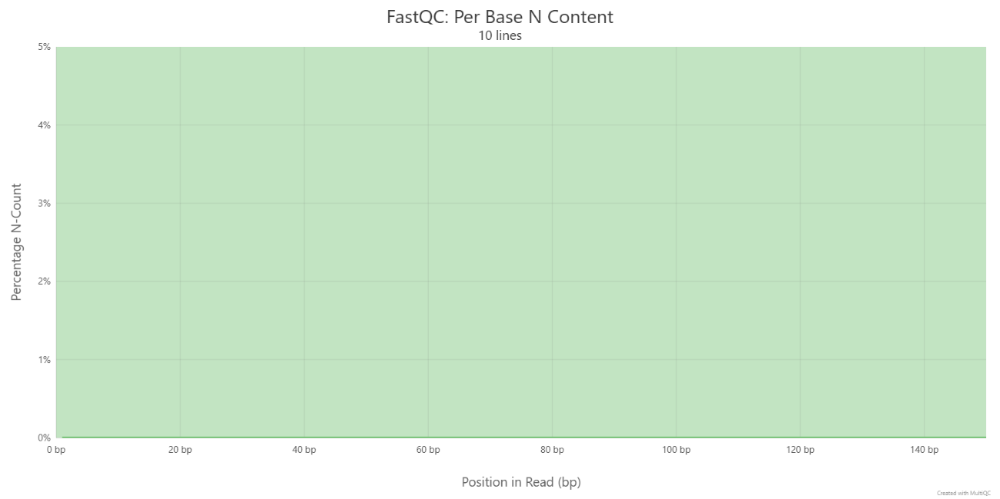 FastQC: Per Base N Content
10 lines
5%
4%
3%
2%
1%
0%
Percentage N-Count
0 bp 20 bp 40 bp 60 bp 80 bp 100 bp 120 bp 140 bp
Position in Read (bp)
Created with MultiQC